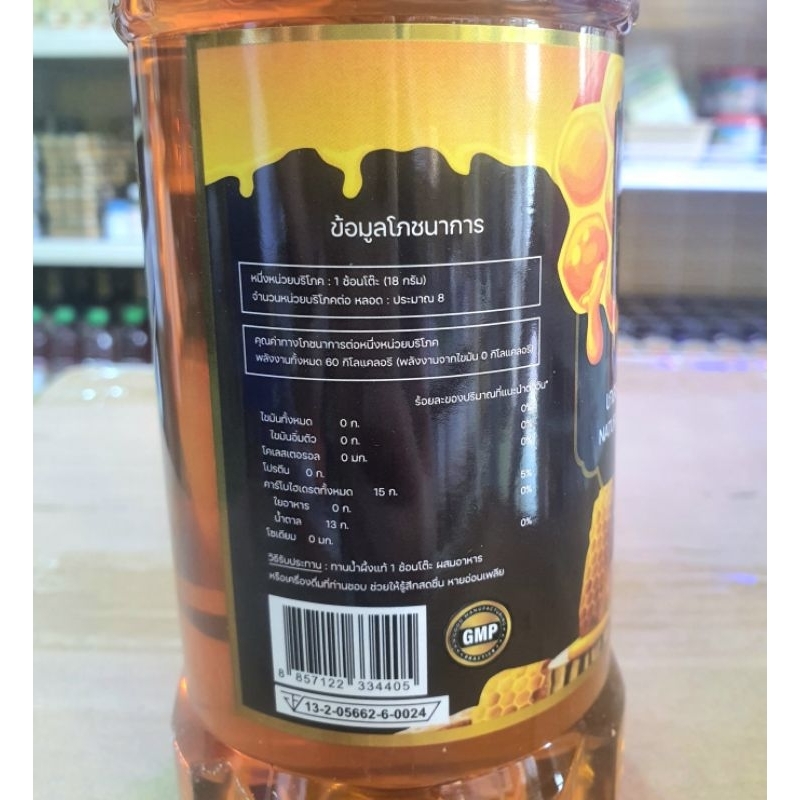 ข้อมูลโภชนาการ
หนึ่งหน่วยบริโภค : 1 ช้อนโต๊ะ (18 กรัม)
จำนวนหน่วยบริโภคต่อ หลอด : ประมาณ 8
คุณค่าทางโภชนาการต่อหนึ่งหน่วยบริโภค
พลังงานทั้งหมด 60 กิโลแคลอรี (พลังงานจากไขมัน 0 กิโลแคลอรี)
ร้อยละของปริมาณที่แนะนำต่อวัน*
ไขมันทั้งหมด 0 ก. 0%
ไขมันอิ่มตัว 0 ก. 0%
โคเลสเตอรอล 0 มก. 0%
โปรตีน 0 ก.
คาร์โบไฮเดรตทั้งหมด 15 ก. 5%
ใยอาหาร 0 ก. 0%
น้ำตาล 13 ก.
โซเดียม 0 มก. 0%
วิธีรับประทาน : ทานน้ำผึ้งแท้ 1 ช้อนโต๊ะ ผสมอาหาร
หรือเครื่องดื่มที่ท่านชอบ ช่วยให้รู้สึกสดชื่น หายอ่อนเพลีย
GMP
8 857122 334405
13-2-05662-6-0024